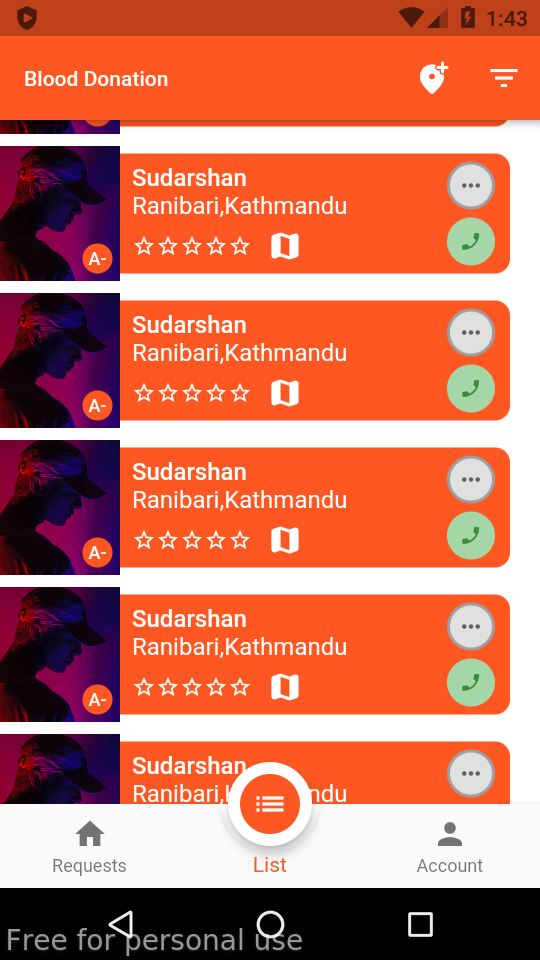 1:43
Blood Donation
Sudarshan
Ranibari,Kathmandu
A-
Sudarshan
Ranibari,Kathmandu
A-
Sudarshan
Ranibari,Kathmandu
A-
Sudarshan
Ranibari,Kathmandu
A-
Sudarshan
Requests
List
Account
Free for personal use